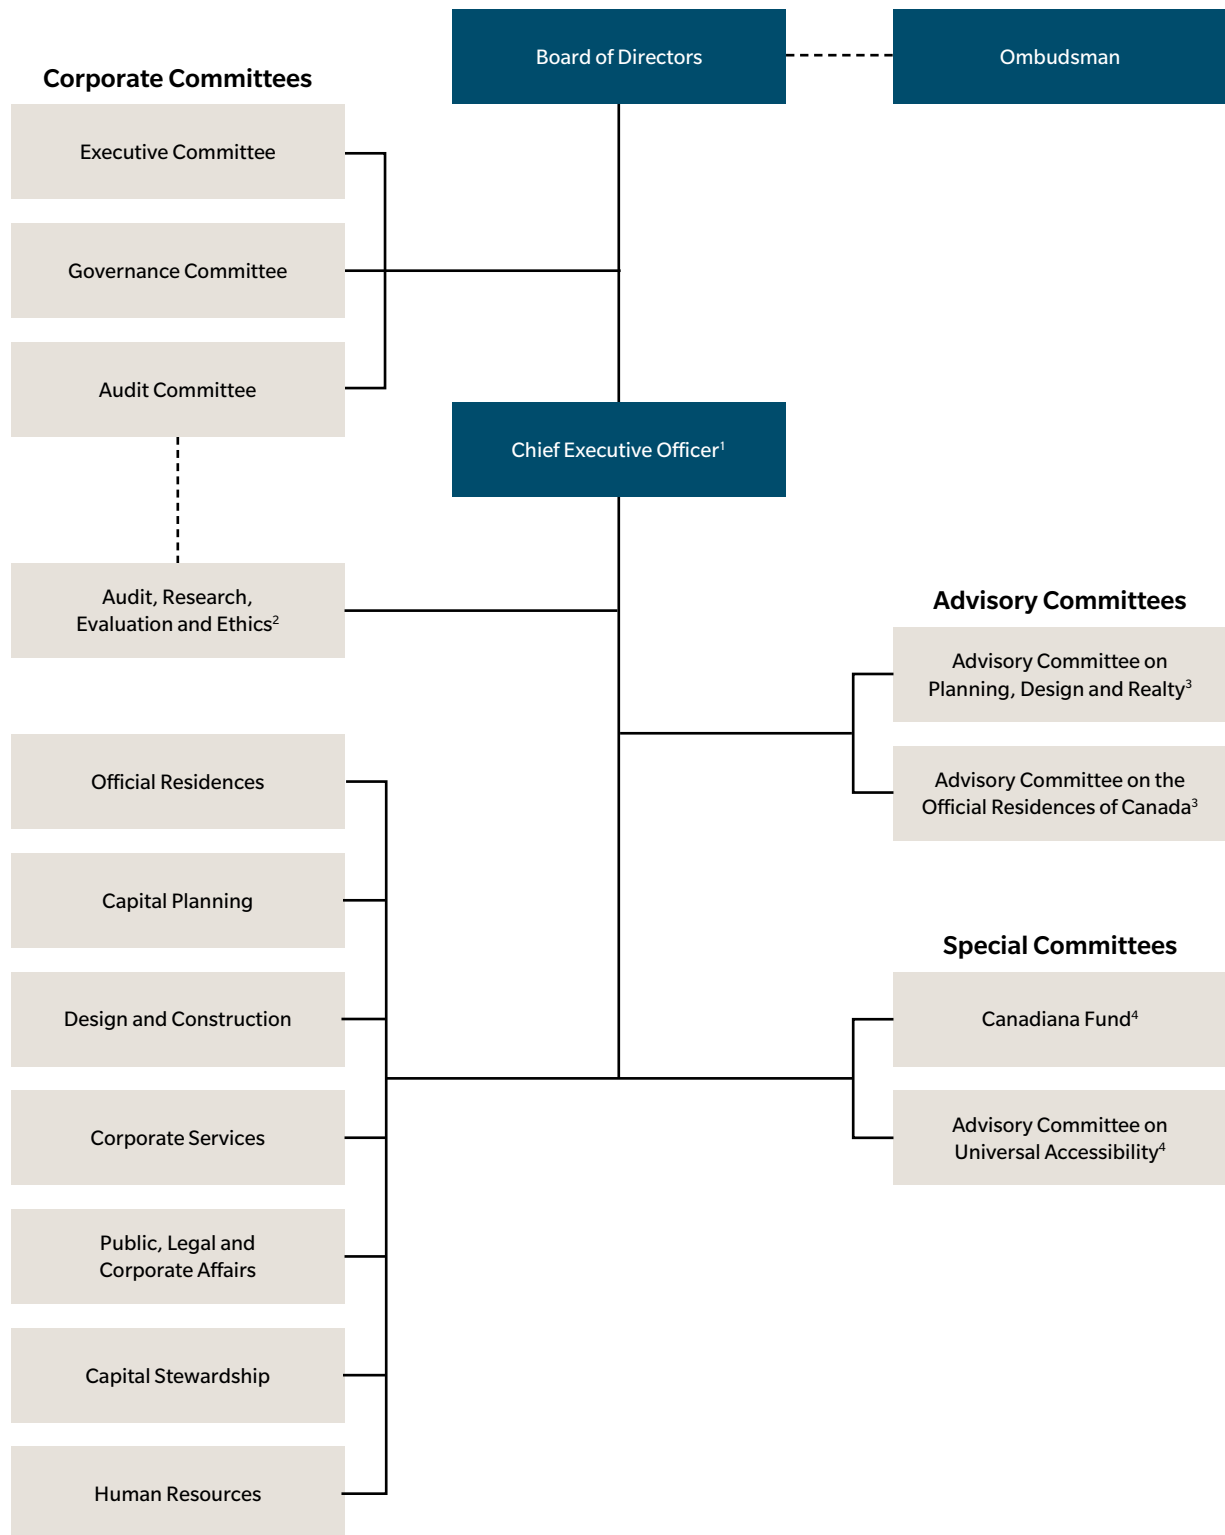 Board of Directors
Ombudsman
Corporate Committees
Executive Committee
Governance Committee
Audit Committee
Chief Executive Officer¹
Audit, Research,
Evaluation and Ethics²
Advisory Committees
Advisory Committee on
Planning, Design and Realty³
Advisory Committee on the
Official Residences of Canada³
Official Residences
Capital Planning
Design and Construction
Corporate Services
Public, Legal and
Corporate Affairs
Capital Stewardship
Human Resources
Special Committees
Canadiana Fund⁴
Advisory Committee on
Universal Accessibility⁴